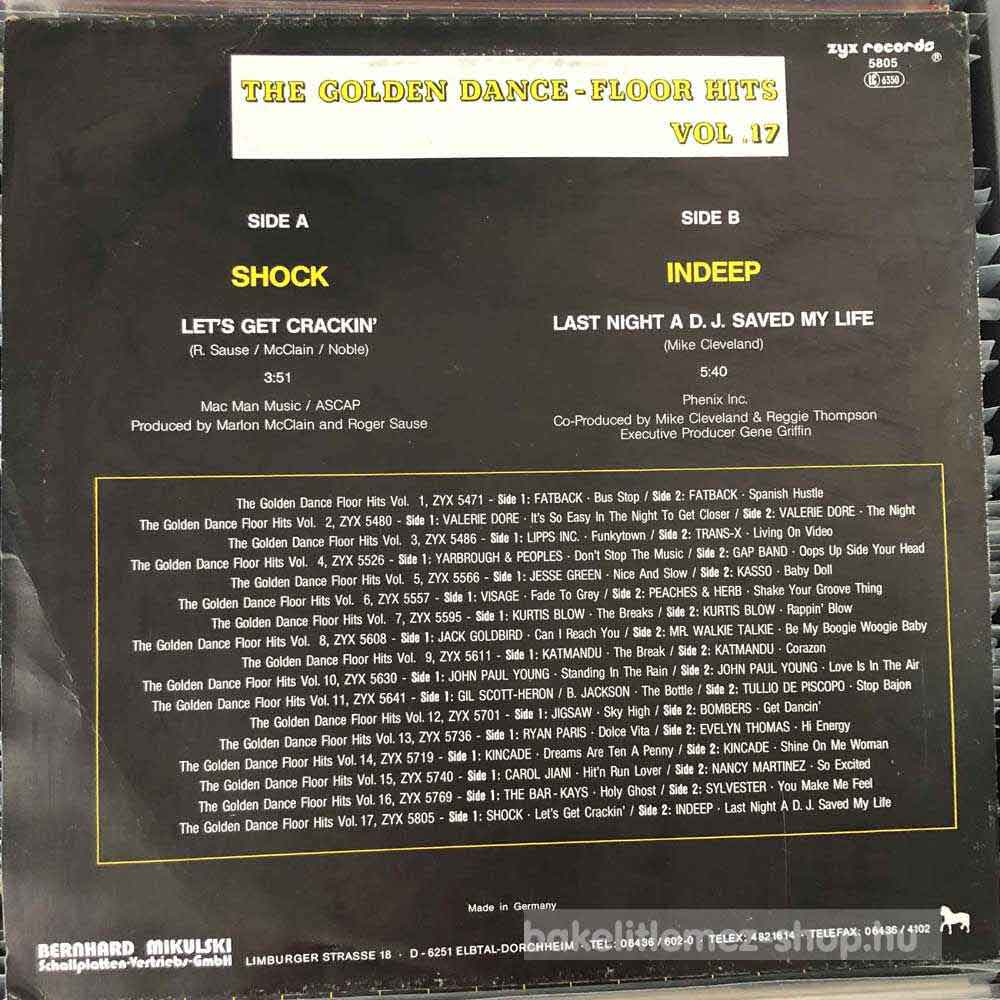 zyx records
5805 ®
LC 6350
THE GOLDEN DANCE-FLOOR HITS
VOL.17
SIDE A
SHOCK
LET'S GET CRACKIN'
(R. Sause / McClain / Noble)
3:51
Mac Man Music / ASCAP
Produced by Marlon McClain and Roger Sause
SIDE B
INDEEP
LAST NIGHT A D. J. SAVED MY LIFE
(Mike Cleveland)
5:40
Phenix Inc.
Co-Produced by Mike Cleveland & Reggie Thompson
Executive Producer Gene Griffin
The Golden Dance Floor Hits Vol. 1, ZYX 5471 - Side 1: FATBACK · Bus Stop / Side 2: FATBACK · Spanish Hustle
The Golden Dance Floor Hits Vol. 2, ZYX 5480 - Side 1: VALERIE DORE · It's So Easy In The Night To Get Closer / Side 2: VALERIE DORE · The Night
The Golden Dance Floor Hits Vol. 3, ZYX 5486 - Side 1: LIPPS INC. · Funkytown / Side 2: TRANS-X · Living On Video
The Golden Dance Floor Hits Vol. 4, ZYX 5526 - Side 1: YARBROUGH & PEOPLES · Don't Stop The Music / Side 2: GAP BAND · Oops Up Side Your Head
The Golden Dance Floor Hits Vol. 5, ZYX 5566 - Side 1: JESSE GREEN · Nice And Slow / Side 2: KASSO · Baby Doll
The Golden Dance Floor Hits Vol. 6, ZYX 5557 - Side 1: VISAGE · Fade To Grey / Side 2: PEACHES & HERB · Shake Your Groove Thing
The Golden Dance Floor Hits Vol. 7, ZYX 5595 - Side 1: KURTIS BLOW · The Breaks / Side 2: KURTIS BLOW · Rappin' Blow
The Golden Dance Floor Hits Vol. 8, ZYX 5608 - Side 1: JACK GOLDBIRD · Can I Reach You / Side 2: MR. WALKIE TALKIE · Be My Boogie Woogie Baby
The Golden Dance Floor Hits Vol. 9, ZYX 5611 - Side 1: KATMANDU · The Break / Side 2: KATMANDU · Corazon
The Golden Dance Floor Hits Vol. 10, ZYX 5630 - Side 1: JOHN PAUL YOUNG · Standing In The Rain / Side 2: JOHN PAUL YOUNG · Love Is In The Air
The Golden Dance Floor Hits Vol. 11, ZYX 5641 - Side 1: GIL SCOTT-HERON / B. JACKSON · The Bottle / Side 2: TULLIO DE PISCOPO · Stop Bajon
The Golden Dance Floor Hits Vol. 12, ZYX 5701 - Side 1: JIGSAW · Sky High / Side 2: BOMBERS · Get Dancin'
The Golden Dance Floor Hits Vol. 13, ZYX 5736 - Side 1: RYAN PARIS · Dolce Vita / Side 2: EVELYN THOMAS · Hi Energy
The Golden Dance Floor Hits Vol. 14, ZYX 5719 - Side 1: KINCADE · Dreams Are Ten A Penny / Side 2: KINCADE · Shine On Me Woman
The Golden Dance Floor Hits Vol. 15, ZYX 5740 - Side 1: CAROL JIANI · Hit'n Run Lover / Side 2: NANCY MARTINEZ · So Excited
The Golden Dance Floor Hits Vol. 16, ZYX 5769 - Side 1: THE BAR-KAYS · Holy Ghost / Side 2: SYLVESTER · You Make Me Feel
The Golden Dance Floor Hits Vol. 17, ZYX 5805 - Side 1: SHOCK · Let's Get Crackin' / Side 2: INDEEP · Last Night A D. J. Saved My Life
Made in Germany
bakelitlemez-shop.hu
BERNHARD MIKULSKI
Schallplatten-Vertriebs-GmbH
LIMBURGER STRASSE 18 · D - 6251 ELBTAL-DORCHHEIM · TEL: 0 6436 / 602-0 · TELEX: 4821614 · TELEFAX: 06436 / 4102